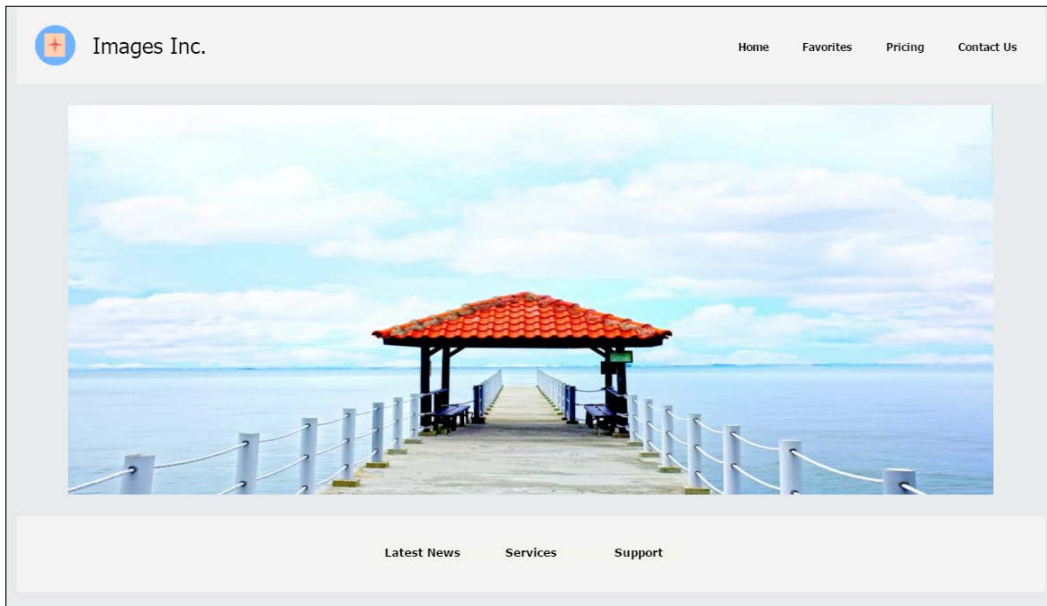 Images Inc.
Home Favorites Pricing Contact Us
Latest News Services Support